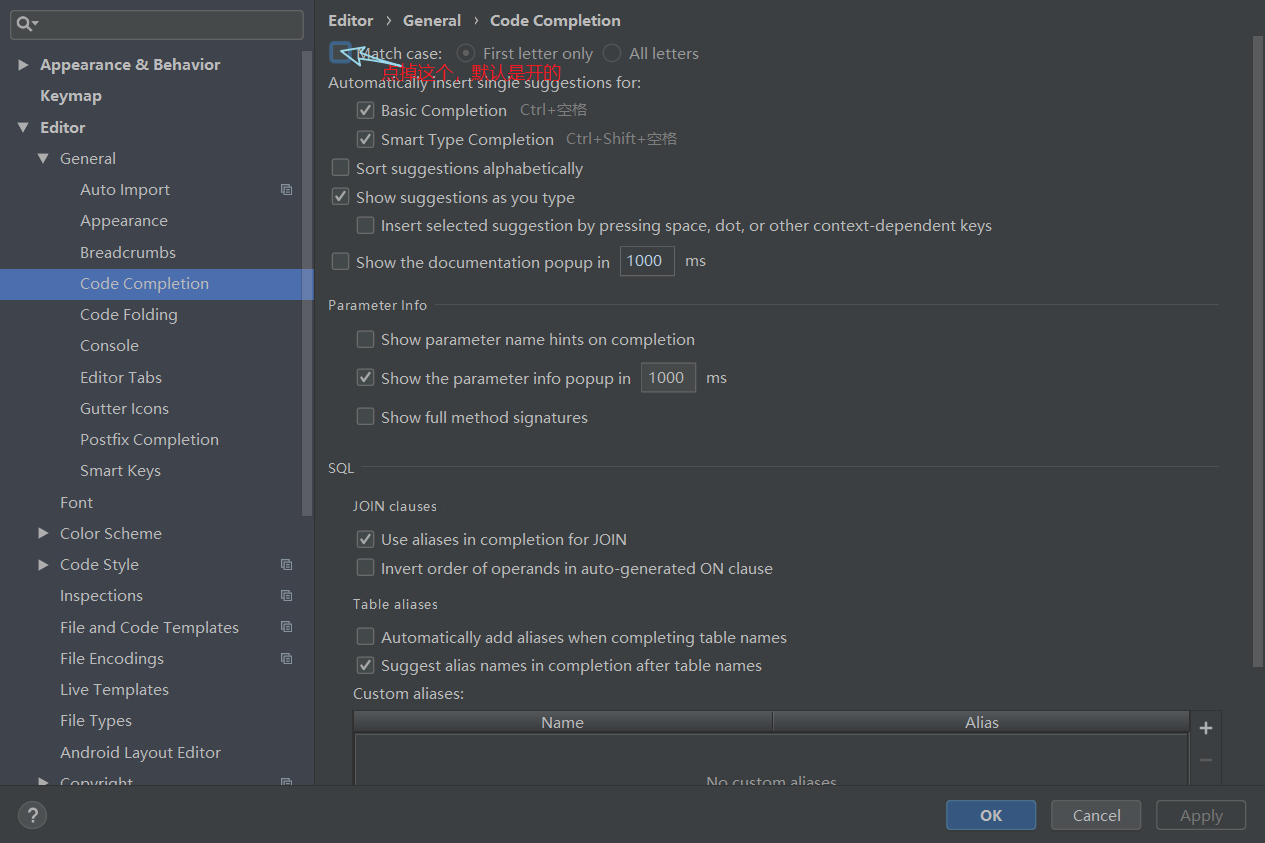 Appearance & Behavior
Keymap
Editor
General
Auto Import
Appearance
Breadcrumbs
Code Completion
Code Folding
Console
Editor Tabs
Gutter Icons
Postfix Completion
Smart Keys
Font
Color Scheme
Code Style
Inspections
File and Code Templates
File Encodings
Live Templates
File Types
Android Layout Editor
Copyright
Editor › General › Code Completion
Match case: First letter only All letters
点掉这个，默认是开的
Automatically insert single suggestions for:
Basic Completion Ctrl+空格
Smart Type Completion Ctrl+Shift+空格
Sort suggestions alphabetically
Show suggestions as you type
Insert selected suggestion by pressing space, dot, or other context-dependent keys
Show the documentation popup in 1000 ms
Parameter Info
Show parameter name hints on completion
Show the parameter info popup in 1000 ms
Show full method signatures
SQL
JOIN clauses
Use aliases in completion for JOIN
Invert order of operands in auto-generated ON clause
Table aliases
Automatically add aliases when completing table names
Suggest alias names in completion after table names
Custom aliases:
Name Alias
No custom aliases
? OK Cancel Apply